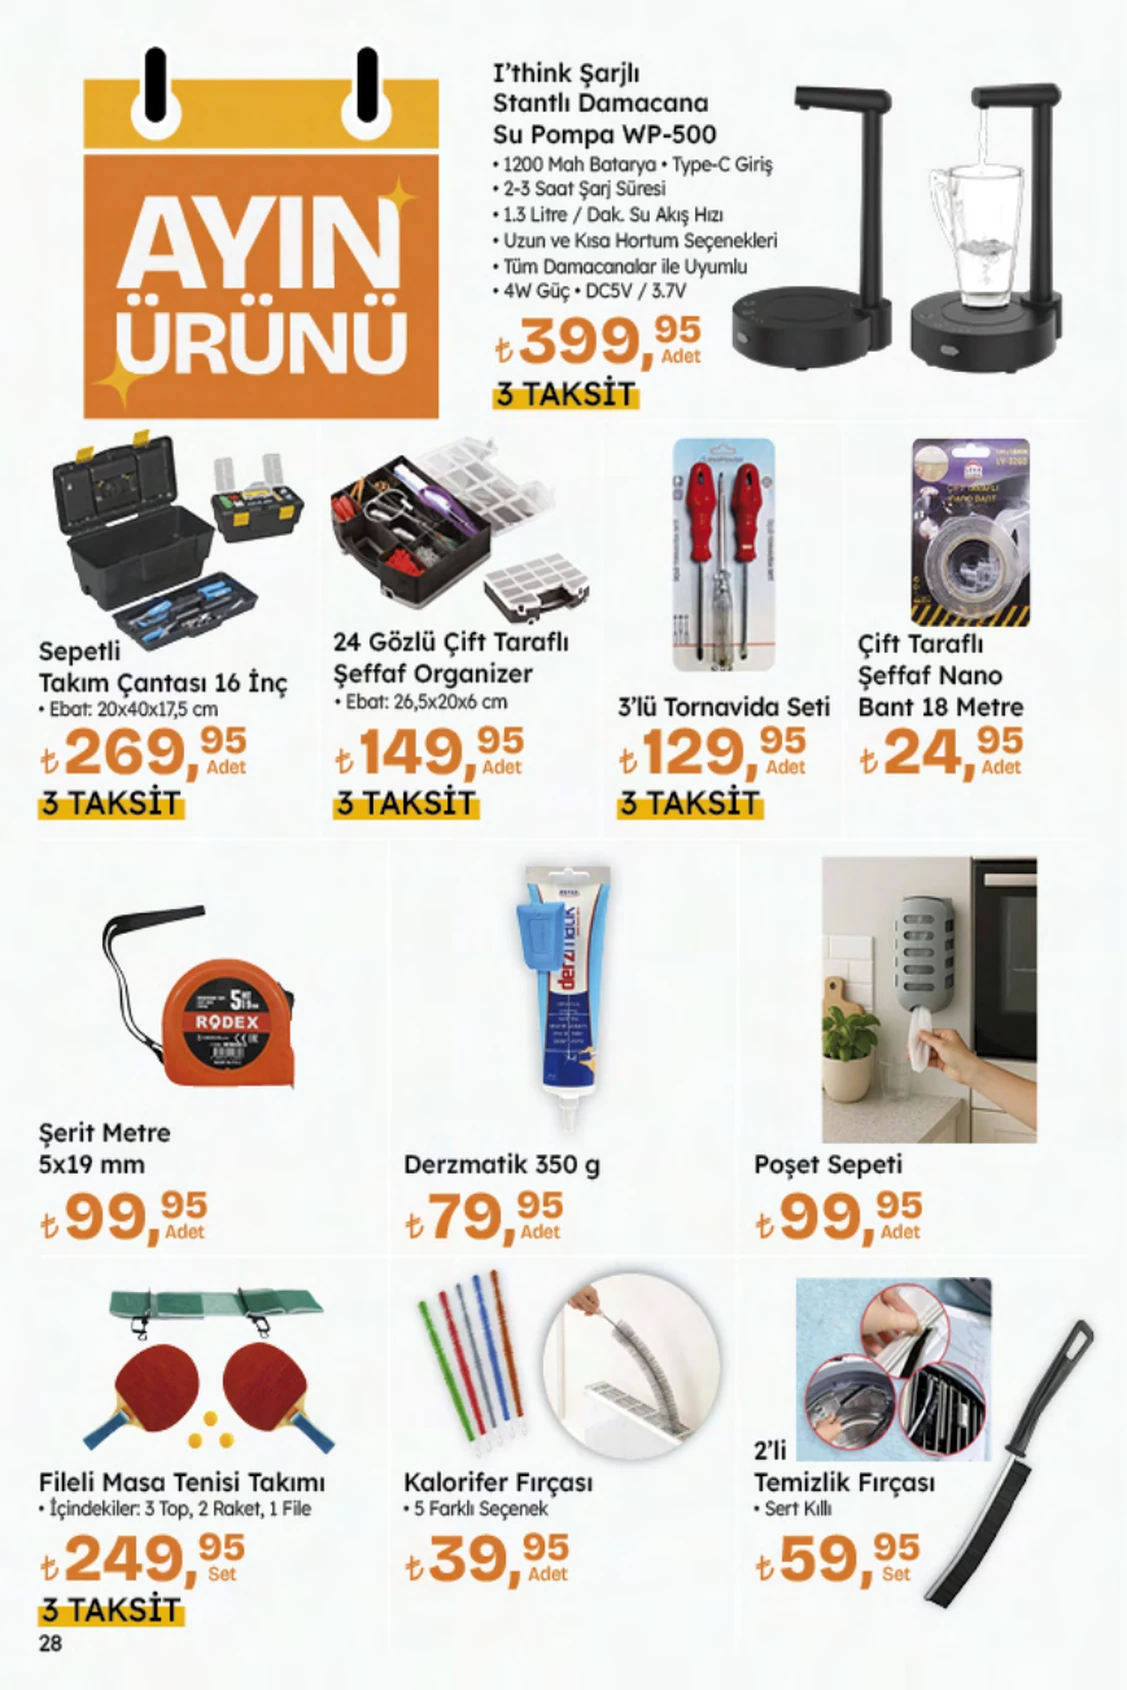 AYIN
ÜRÜNÜ
I'think Şarjlı
Stantlı Damacana
Su Pompa WP-500
• 1200 Mah Batarya • Type-C Giriş
• 2-3 Saat Şarj Süresi
• 1.3 Litre / Dak. Su Akış Hızı
• Uzun ve Kısa Hortum Seçenekleri
• Tüm Damacanalar ile Uyumlu
• 4W Güç • DC5V / 3.7V
₺399,95
Adet
3 TAKSİT
Sepetli
Takım Çantası 16 İnç
• Ebat: 20x40x17,5 cm
₺269,95
Adet
3 TAKSİT
24 Gözlü Çift Taraflı
Şeffaf Organizer
• Ebat: 26,5x20x6 cm
₺149,95
Adet
3 TAKSİT
3'lü Tornavida Seti
₺129,95
Adet
3 TAKSİT
ÇİFT TARAFLI
NANO BANT
Çift Taraflı
Şeffaf Nano
Bant 18 Metre
₺24,95
Adet
5
RODEX
Şerit Metre
5x19 mm
₺99,95
Adet
derzmatik
Derzmatik 350 g
₺79,95
Adet
Poşet Sepeti
₺99,95
Adet
Fileli Masa Tenisi Takımı
• İçindekiler: 3 Top, 2 Raket, 1 File
₺249,95
Set
3 TAKSİT
Kalorifer Fırçası
• 5 Farklı Seçenek
₺39,95
Adet
2'li
Temizlik Fırçası
• Sert Kıllı
₺59,95
Set
28